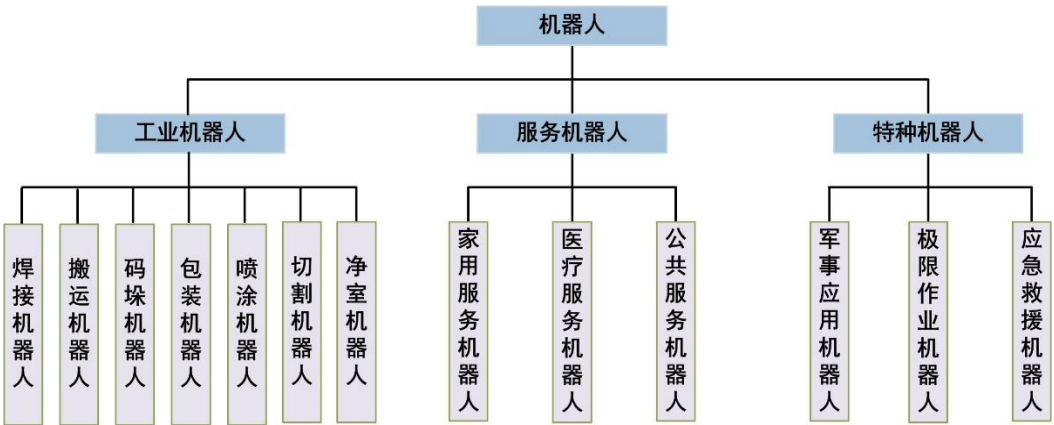 机器人
工业机器人
服务机器人
特种机器人
焊接机器人
搬运机器人
码垛机器人
包装机器人
喷涂机器人
切割机器人
净室机器人
家用服务机器人
医疗服务机器人
公共服务机器人
军事应用机器人
极限作业机器人
应急救援机器人